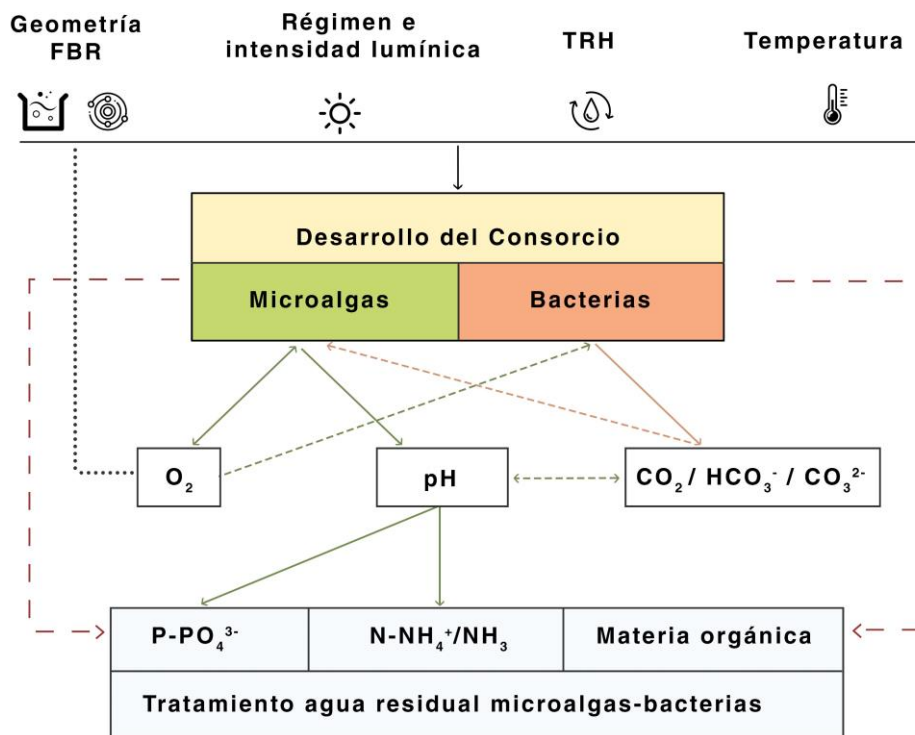 Geometría
FBR
Régimen e
intensidad lumínica
TRH
Temperatura
Desarrollo del Consorcio
Microalgas
Bacterias
O₂
pH
CO₂ / HCO₃⁻ / CO₃²⁻
P-PO₄³⁻
N-NH₄⁺/NH₃
Materia orgánica
Tratamiento agua residual microalgas-bacterias